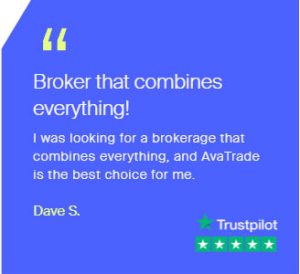 “
Broker that combines
everything!
I was looking for a brokerage that
combines everything, and AvaTrade
is the best choice for me.
Dave S.
Trustpilot